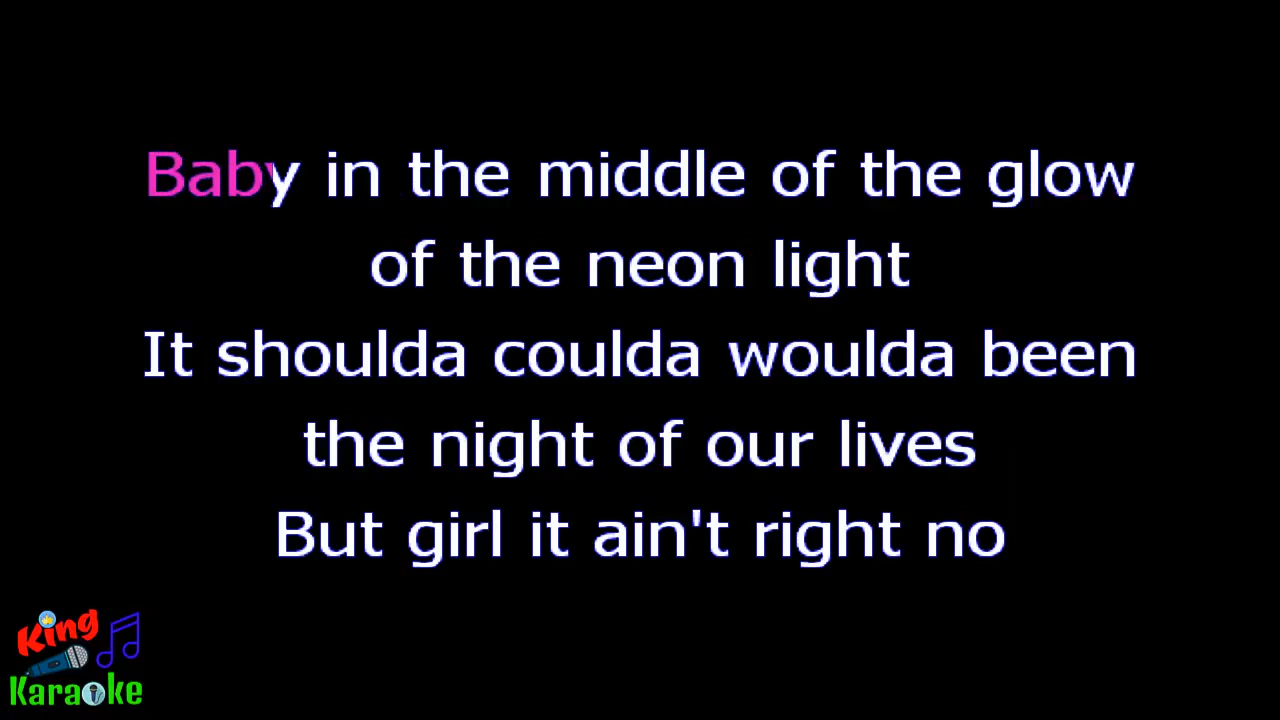 Baby in the middle of the glow
of the neon light
It shoulda coulda woulda been
the night of our lives
But girl it ain't right no
King
Karaoke